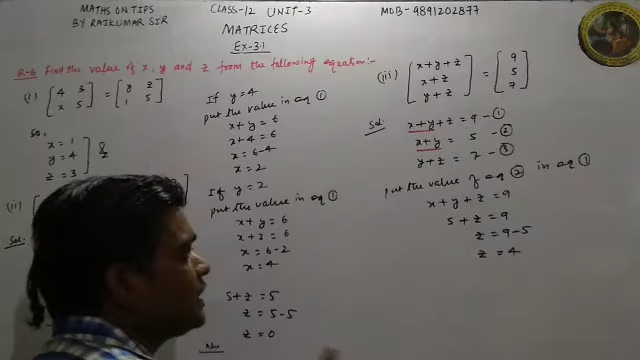 MATHS ON TIPS
BY RAJKUMAR SIR
CLASS-12 UNIT-3
MOB-9891202877
MATRICES
Ex-3.1
Q-6 Find the value of x, y and z from the following equation:-
(i) [4 3 / x 5] = [y z / 1 5]
So,
x = 1
y = 4
z = 3
(ii)
Sol:
If y = 4
put the value in eq ①
x + y = 6
x + 4 = 6
x = 6-4
x = 2
If y = 2
put the value in eq ①
x + y = 6
x + 2 = 6
x = 6-2
x = 4
5 + z = 5
z = 5-5
z = 0
(iii) [x+y+z / x+z / y+z] = [9 / 5 / 7]
Sol:
x+y+z = 9 -①
x+y = 5 -②
y+z = 7 -③
put the value of eq ② in eq ①
x + y + z = 9
5 + z = 9
z = 9-5
z = 4